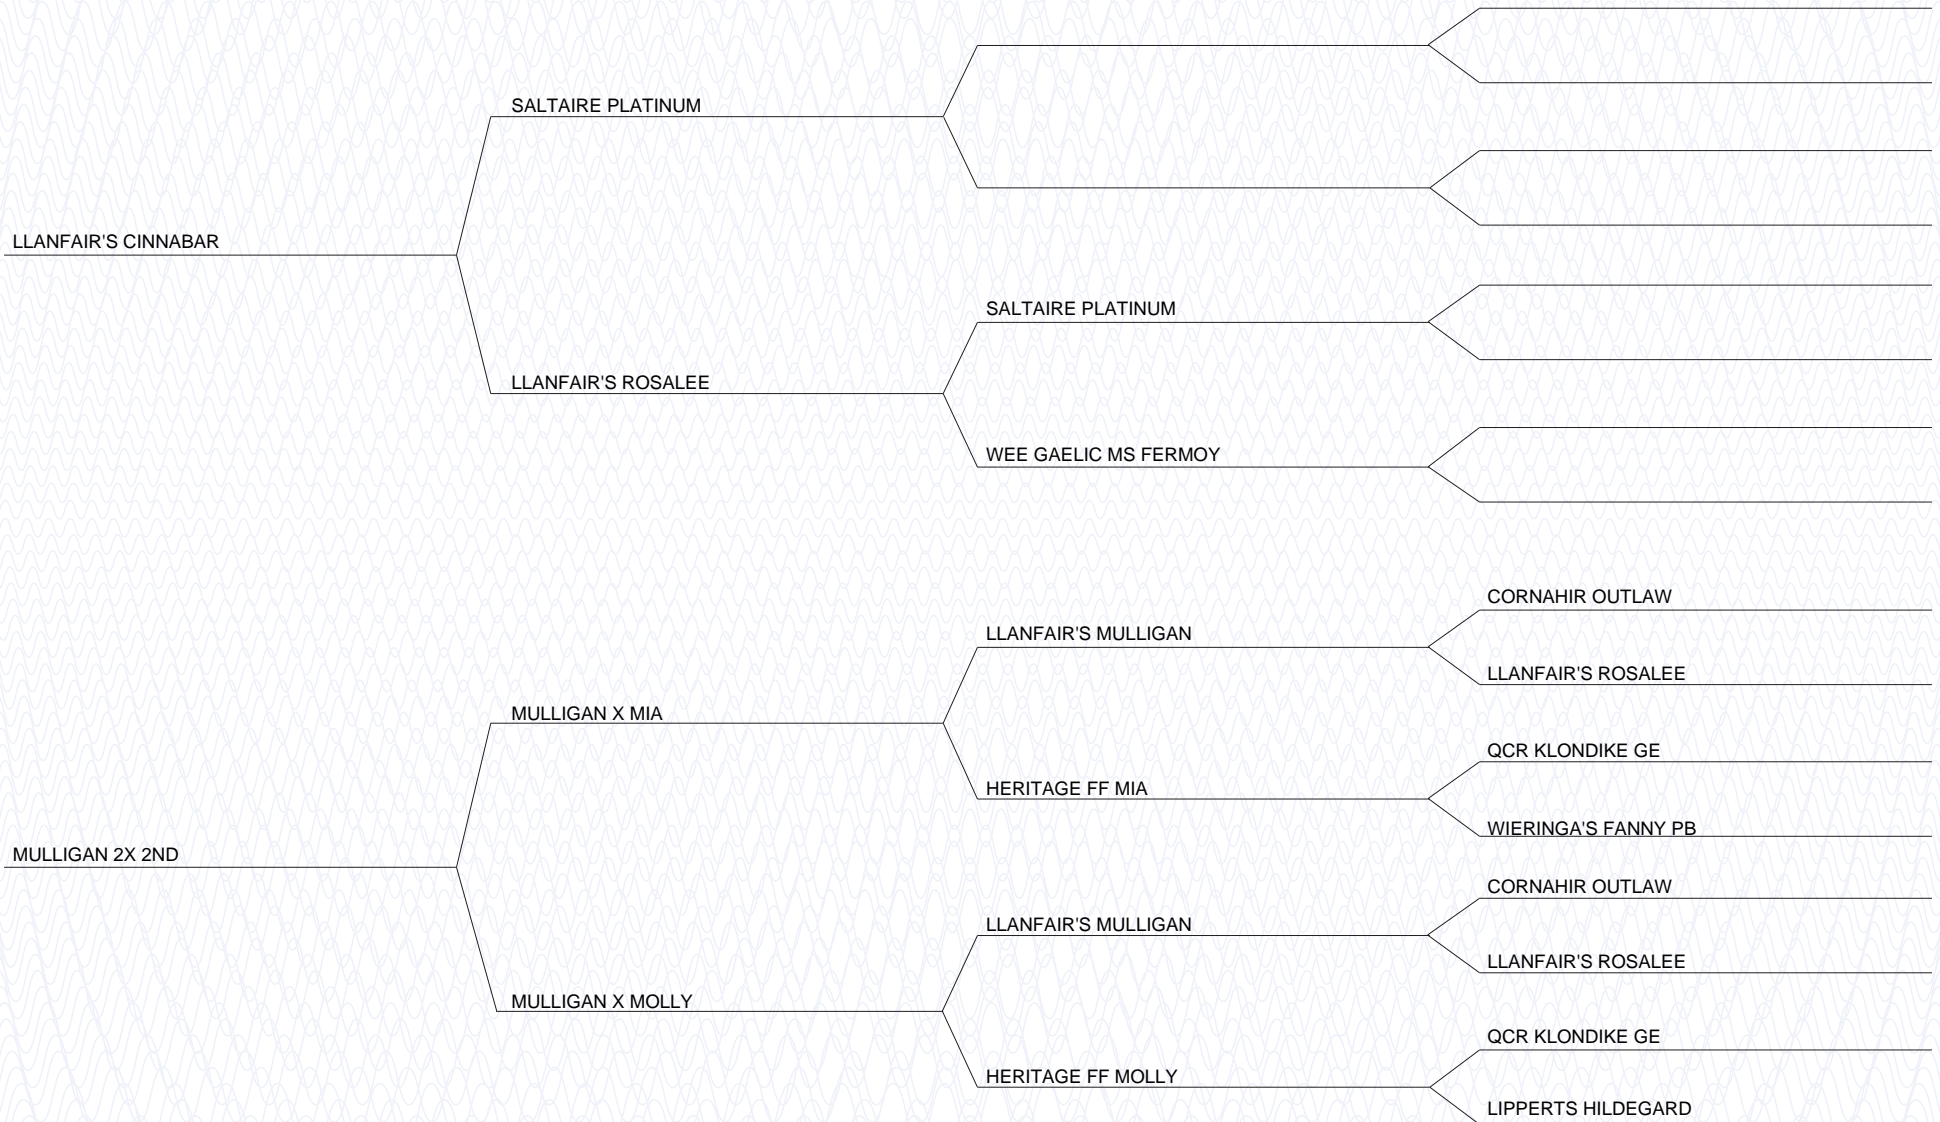 SALTAIRE PLATINUM
LLANFAIR'S CINNABAR
SALTAIRE PLATINUM
LLANFAIR'S ROSALEE
WEE GAELIC MS FERMOY
CORNAHIR OUTLAW
LLANFAIR'S MULLIGAN
LLANFAIR'S ROSALEE
MULLIGAN X MIA
QCR KLONDIKE GE
HERITAGE FF MIA
WIERINGA'S FANNY PB
MULLIGAN 2X 2ND
CORNAHIR OUTLAW
LLANFAIR'S MULLIGAN
LLANFAIR'S ROSALEE
MULLIGAN X MOLLY
QCR KLONDIKE GE
HERITAGE FF MOLLY
LIPPERTS HILDEGARD